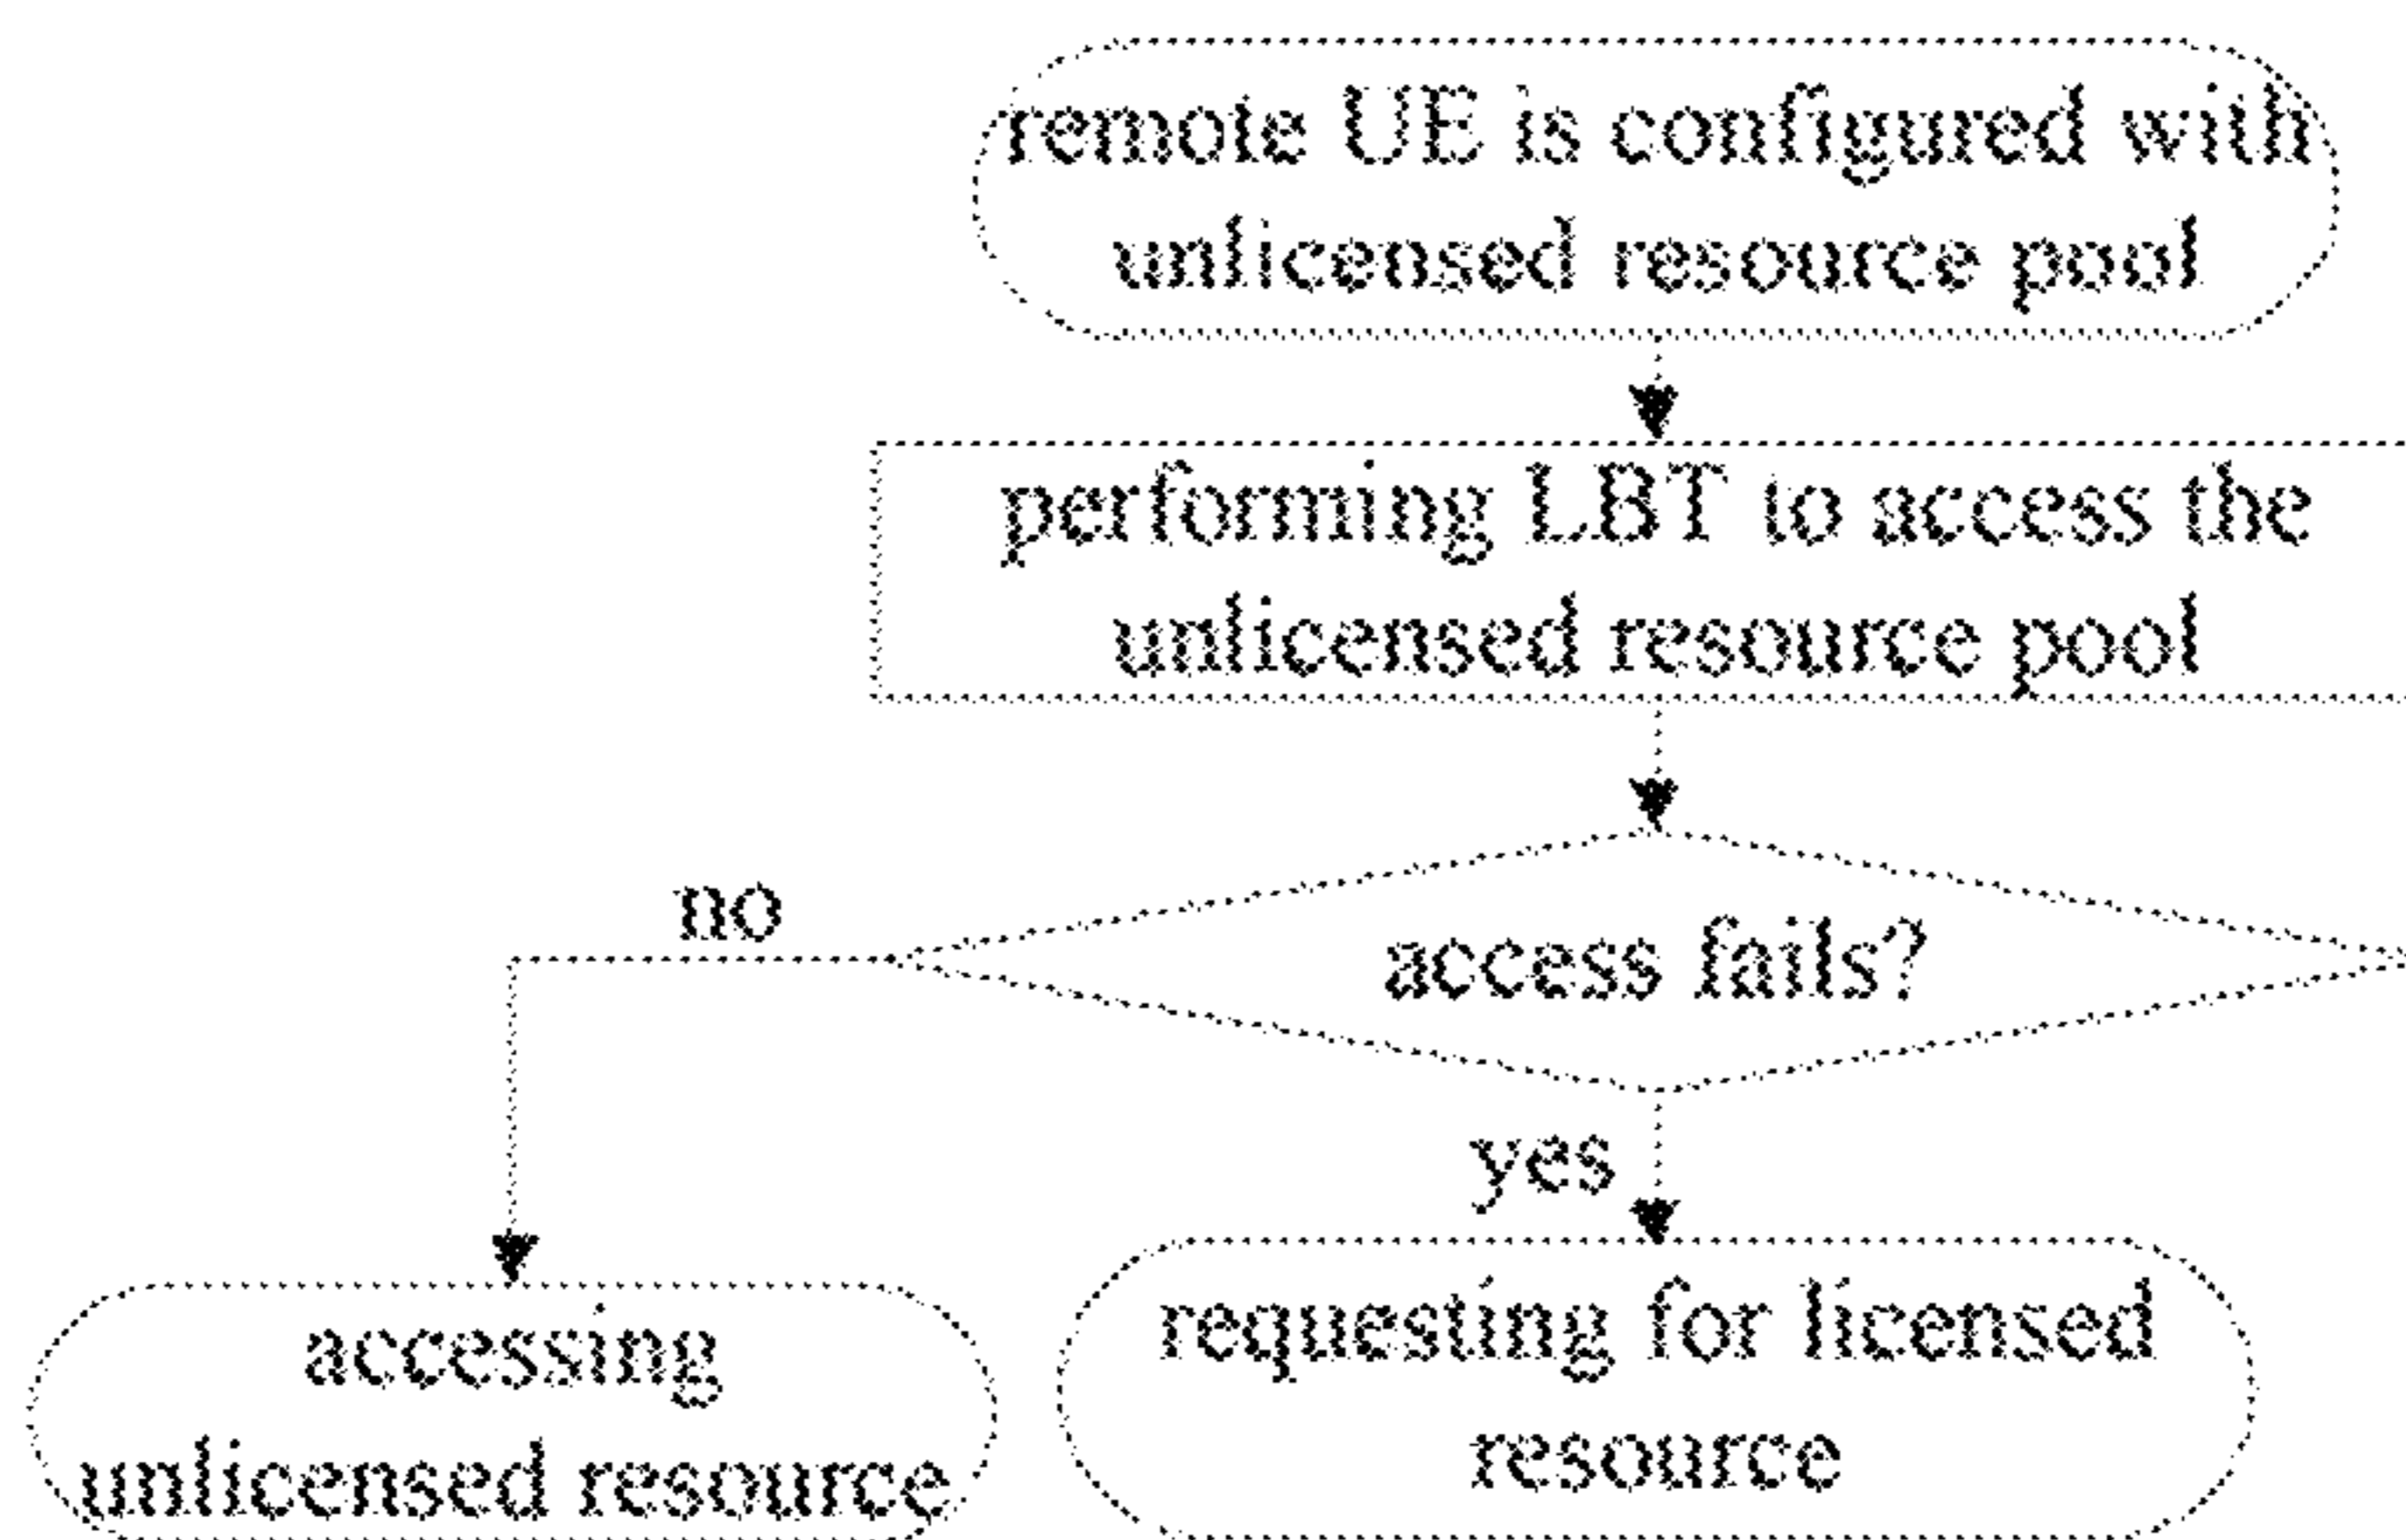 remote UE is configured with
unlicensed resource pool
performing LBT to access the
unlicensed resource pool
no
access fails?
yes
accessing
unlicensed resource
requesting for licensed
resource